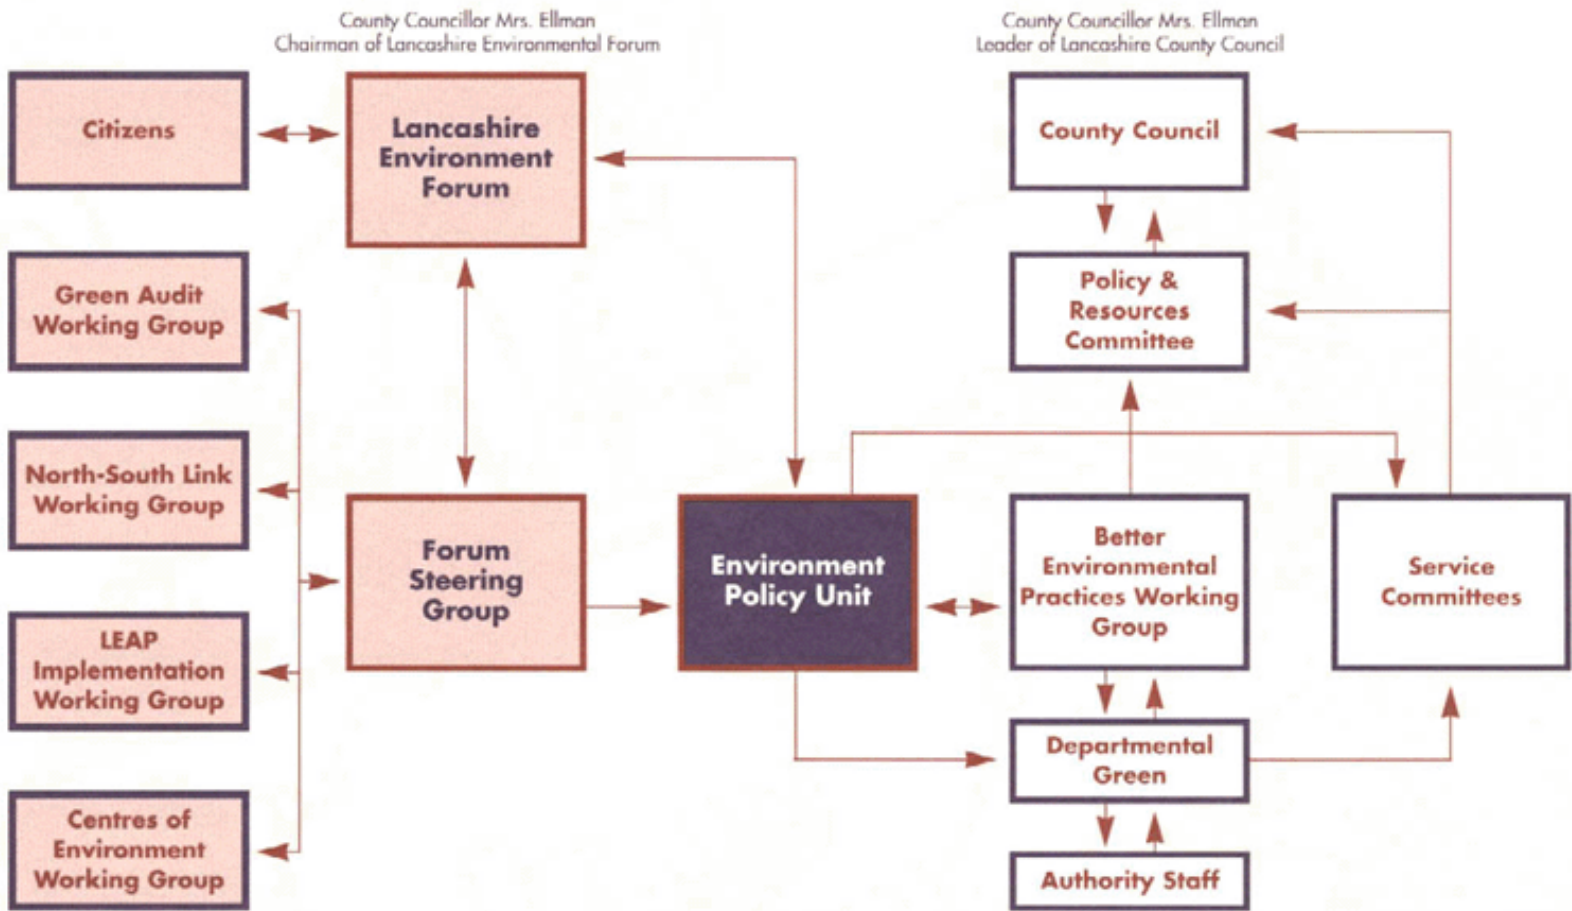 County Councillor Mrs. Ellman
Chairman of Lancashire Environmental Forum
County Councillor Mrs. Ellman
Leader of Lancashire County Council
Citizens
Lancashire
Environment
Forum
County Council
Green Audit
Working Group
Policy &
Resources
Committee
North-South Link
Working Group
Forum
Steering
Group
Environment
Policy Unit
Better
Environmental
Practices Working
Group
Service
Committees
LEAP
Implementation
Working Group
Departmental
Green
Centres of
Environment
Working Group
Authority Staff